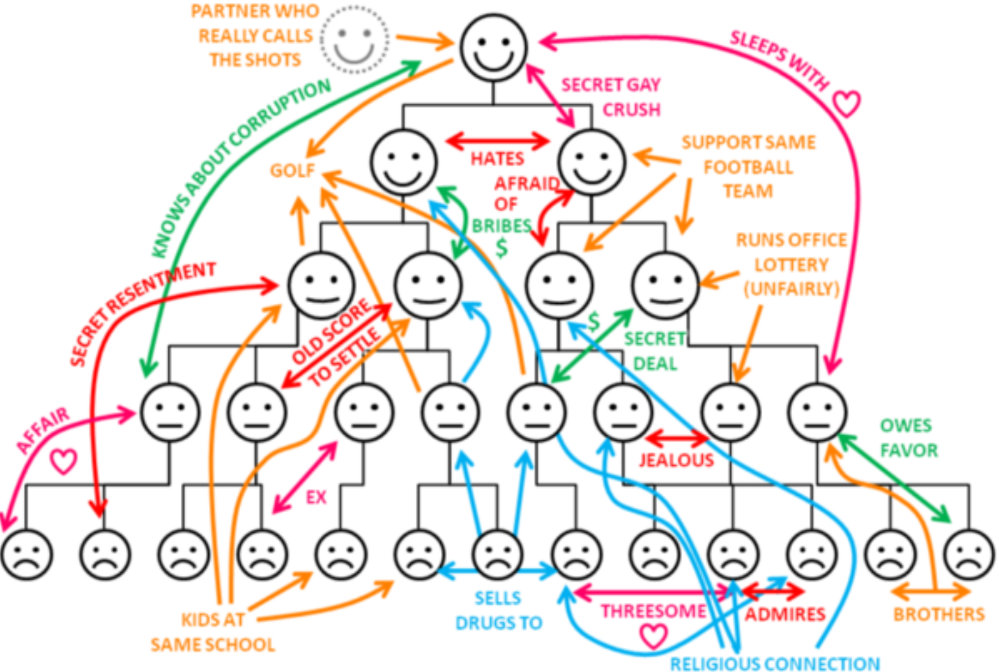 PARTNER WHO
REALLY CALLS
THE SHOTS
SLEEPS WITH
SECRET GAY
CRUSH
KNOWS ABOUT CORRUPTION
HATES
SUPPORT SAME
FOOTBALL
TEAM
GOLF
AFRAID
OF
BRIBES
$
RUNS OFFICE
LOTTERY
(UNFAIRLY)
SECRET RESENTMENT
OLD SCORE
TO SETTLE
$
SECRET
DEAL
AFFAIR
OWES
FAVOR
JEALOUS
EX
SELLS
DRUGS TO
THREESOME
ADMIRES
BROTHERS
KIDS AT
SAME SCHOOL
RELIGIOUS CONNECTION